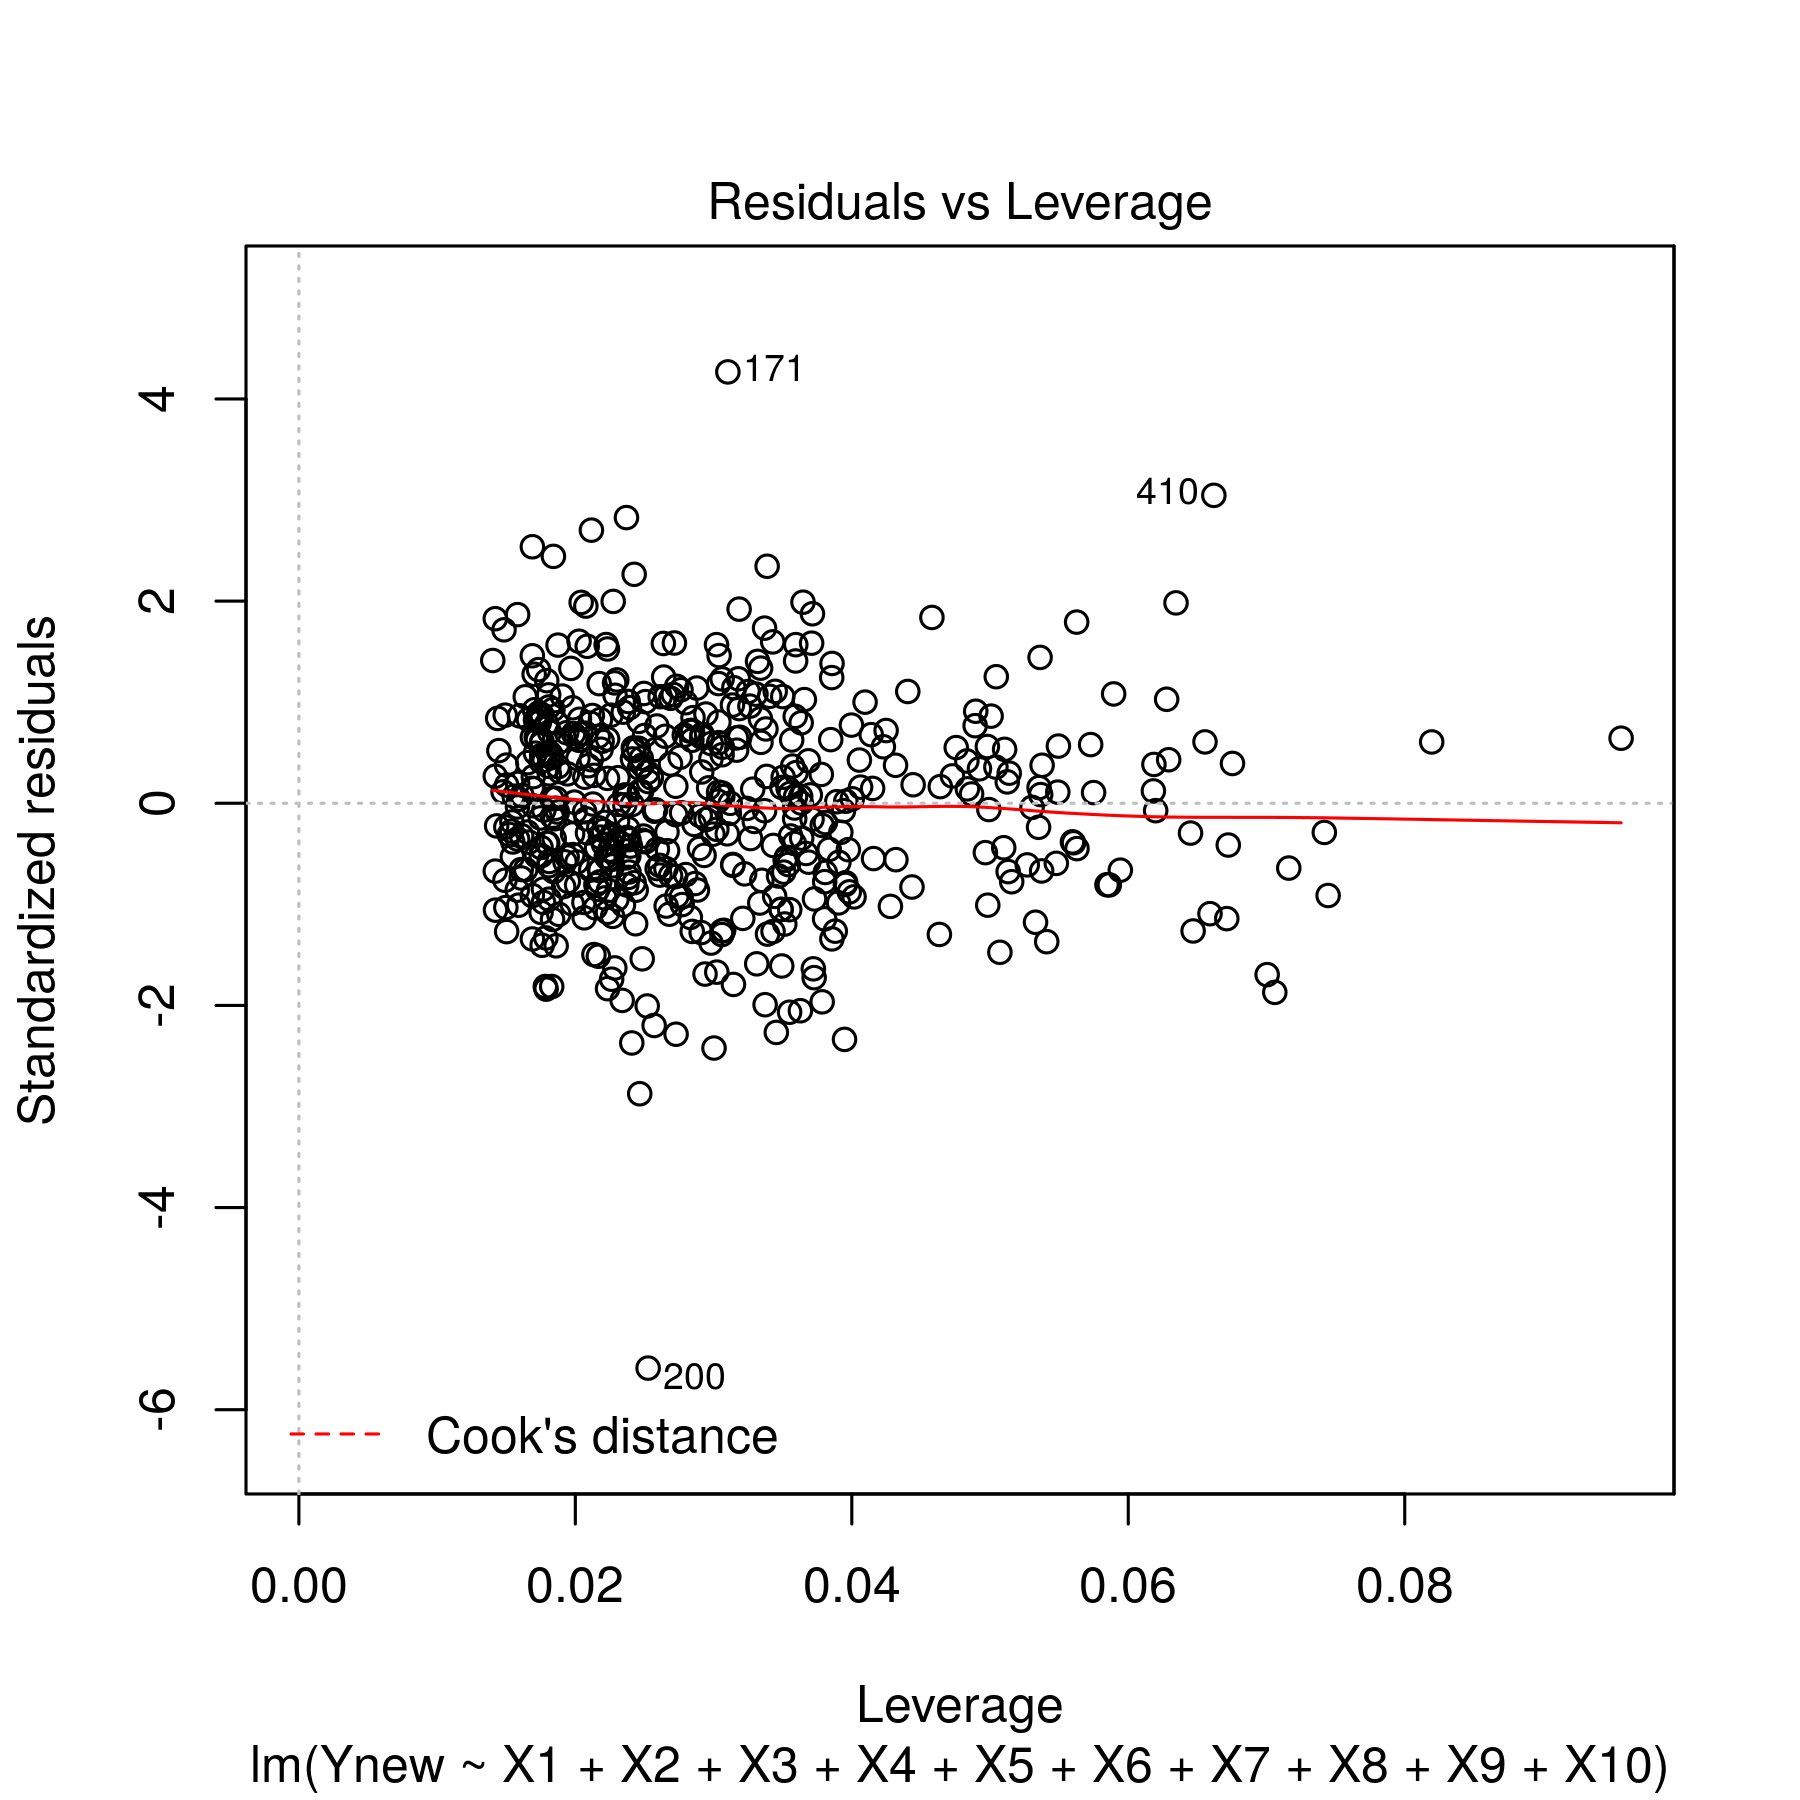 Residuals vs Leverage
Standardized residuals
4
2
0
-2
-4
-6
171
410
200
Cook's distance
0.00 0.02 0.04 0.06 0.08
Leverage
lm(Ynew ~ X1 + X2 + X3 + X4 + X5 + X6 + X7 + X8 + X9 + X10)